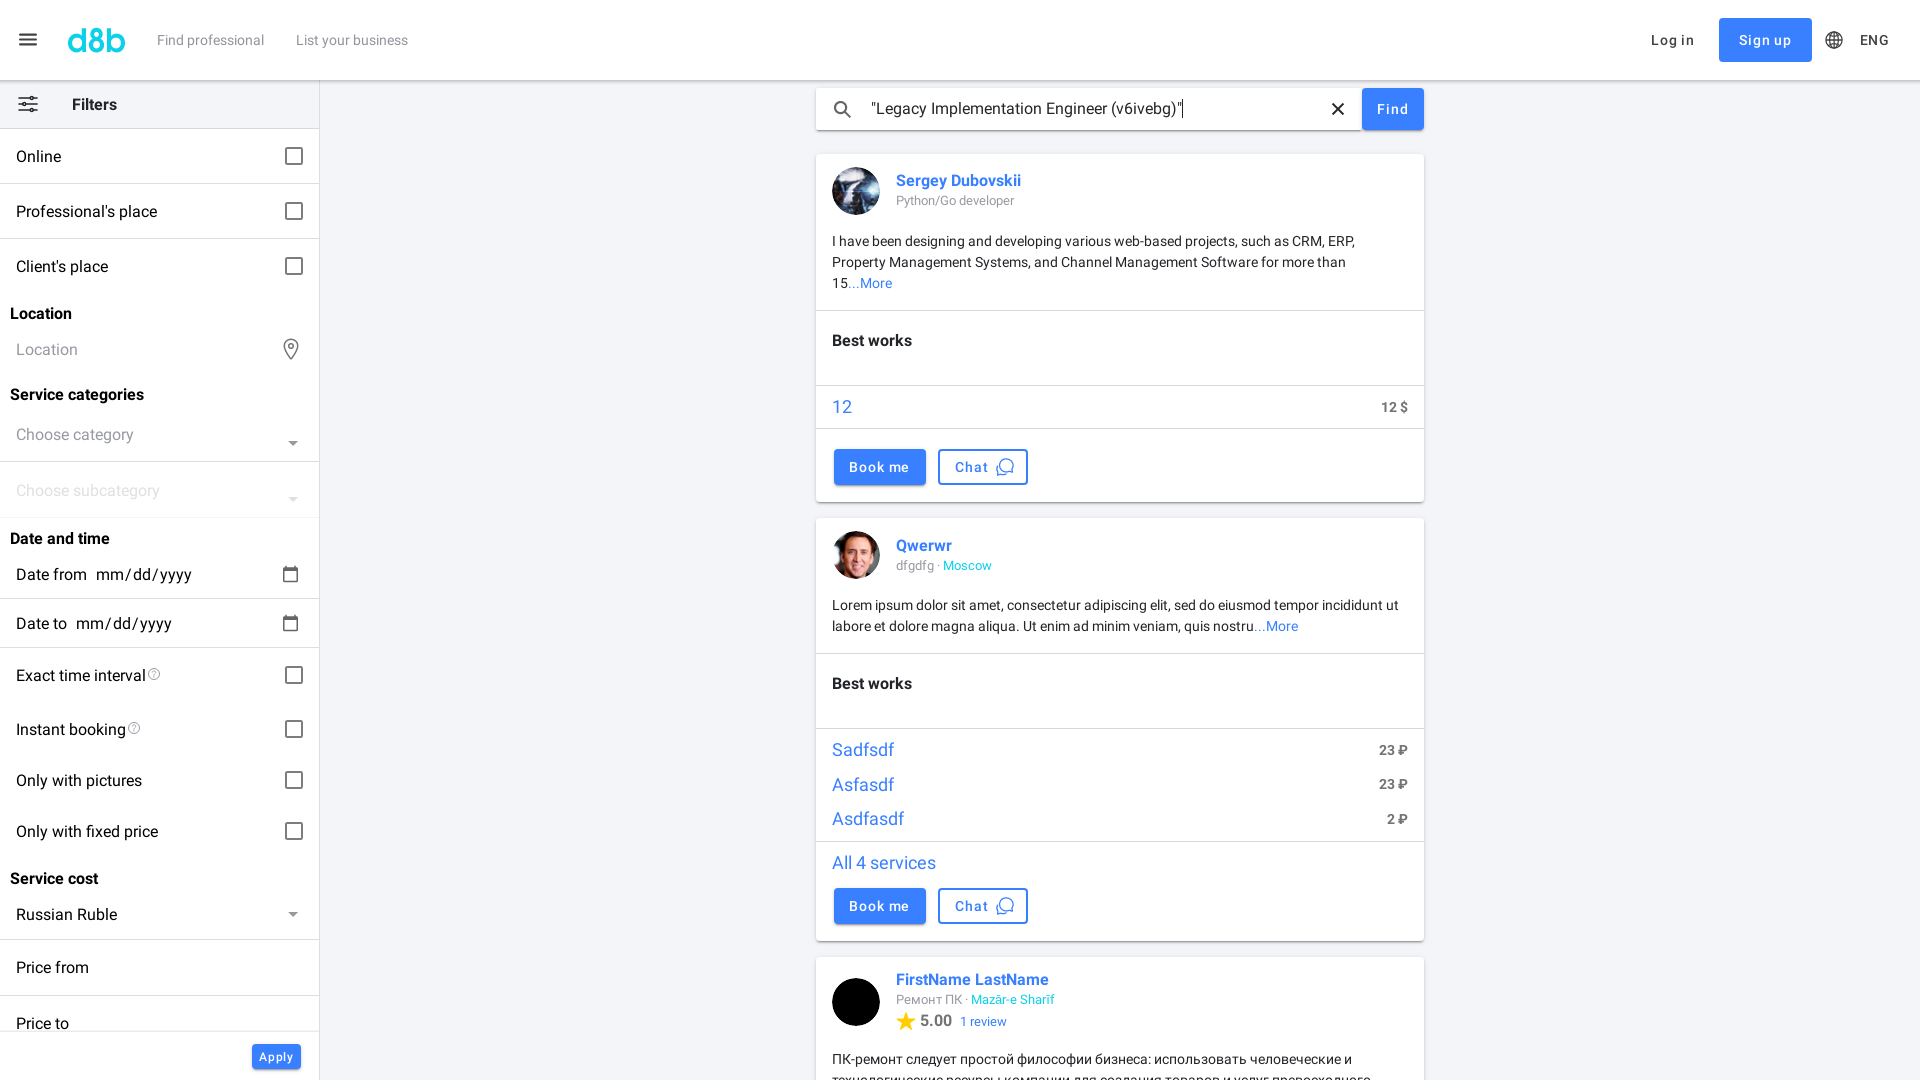 d8b
Find professional
List your business
Log in
Sign up
ENG
Filters
Online
Professional's place
Client's place
Location
Location
Service categories
Choose category
Choose subcategory
Date and time
Date from mm/dd/yyyy
Date to mm/dd/yyyy
Exact time interval
Instant booking
Only with pictures
Only with fixed price
Service cost
Russian Ruble
Price from
Price to
Apply
"Legacy Implementation Engineer (v6ivebg)"
Find
Sergey Dubovskii
Python/Go developer
I have been designing and developing various web-based projects, such as CRM, ERP,
Property Management Systems, and Channel Management Software for more than
15...More
Best works
12 12 $
Book me
Chat
Qwerwr
dfgdfg · Moscow
Lorem ipsum dolor sit amet, consectetur adipiscing elit, sed do eiusmod tempor incididunt ut
labore et dolore magna aliqua. Ut enim ad minim veniam, quis nostru...More
Best works
Sadfsdf 23 ₽
Asfasdf 23 ₽
Asdfasdf 2 ₽
All 4 services
Book me
Chat
FirstName LastName
Ремонт ПК · Mazār-e Sharīf
5.00 1 review
ПК-ремонт следует простой философии бизнеса: использовать человеческие и
технологические ресурсы компании для создания товаров и услуг превосходного